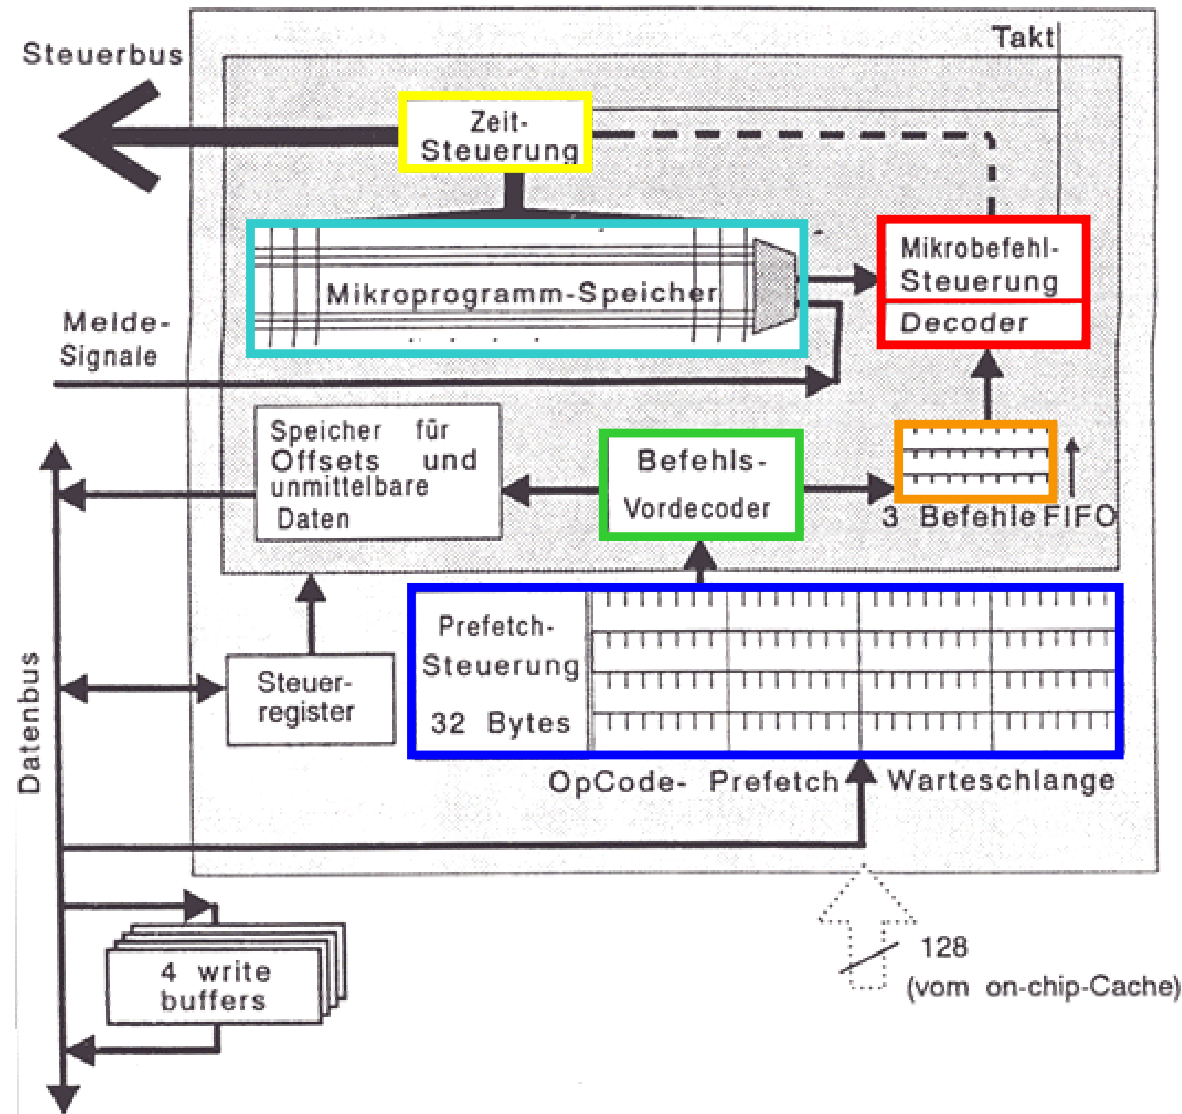 Takt
Steuerbus
Zeit-
Steuerung
Mikrobefehl-
Steuerung
Decoder
Mikroprogramm-Speicher
Melde-
Signale
Speicher für
Offsets und
unmittelbare
Daten
Befehls-
Vordecoder
3 Befehle FIFO
Prefetch-
Steuerung
32 Bytes
Steuer-
register
Datenbus
OpCode- Prefetch Warteschlange
4 write
buffers
128
(vom on-chip-Cache)